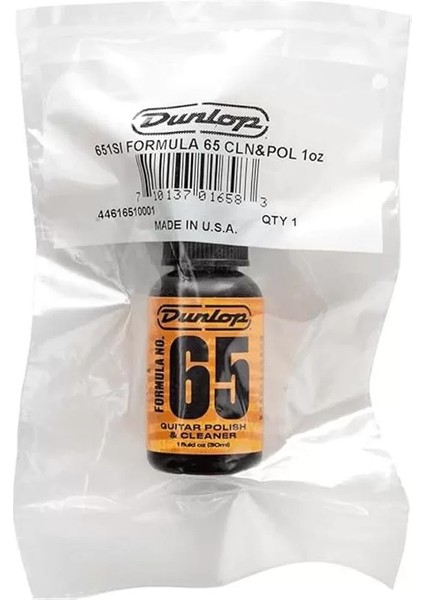 Dunlop
651SI FORMULA 65 CLN&POL 1oz
7 10137 01658 3
44616510001 QTY 1
MADE IN U.S.A.
Dunlop
FORMULA NO.
65
GUITAR POLISH
& CLEANER
1 fluid oz (30ml)